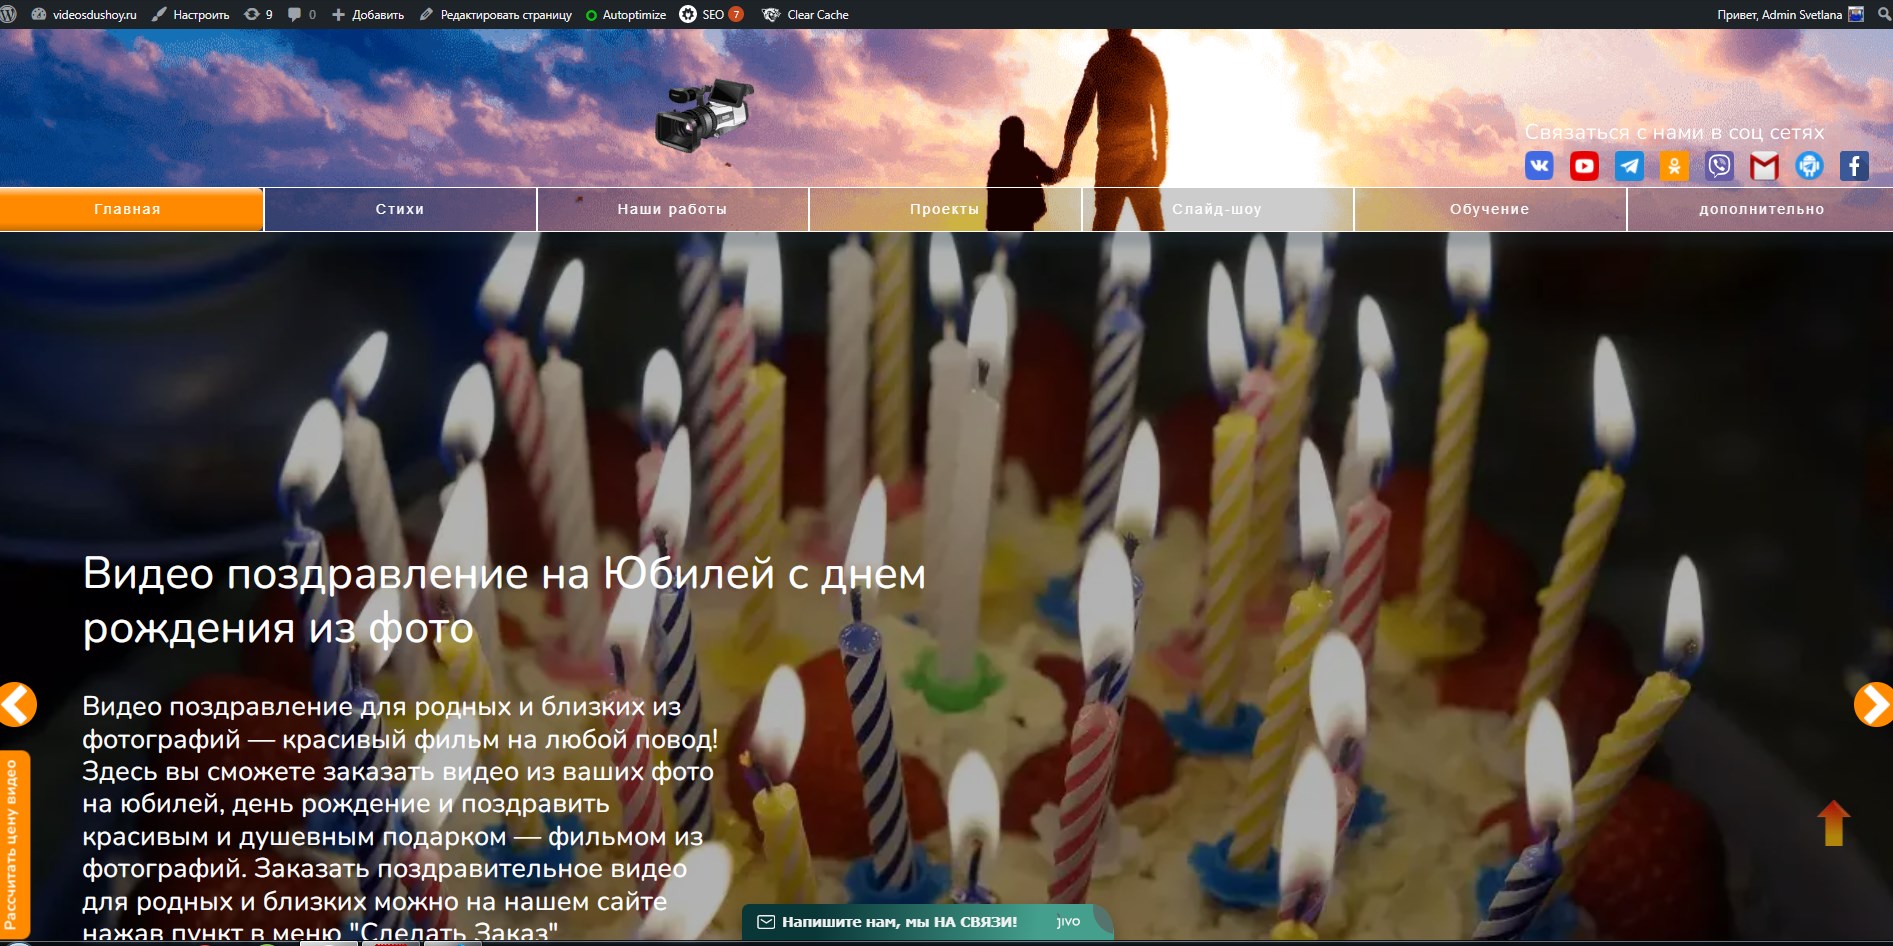 videosdushoy.ru Настроить 9 0 Добавить Редактировать страницу Autoptimize SEO 7 Clear Cache Привет, Admin Svetlana
Связаться с нами в соц сетях
Главная Стихи Наши работы Проекты Слайд-шоу Обучение дополнительно
Видео поздравление на Юбилей с днем
рождения из фото
Видео поздравление для родных и близких из
фотографий — красивый фильм на любой повод!
Здесь вы сможете заказать видео из ваших фото
на юбилей, день рождение и поздравить
красивым и душевным подарком — фильмом из
фотографий. Заказать поздравительное видео
для родных и близких можно на нашем сайте
нажав пункт в меню "Сделать Заказ"
Рассчитать цену видео
Напишите нам, мы НА СВЯЗИ! jivo